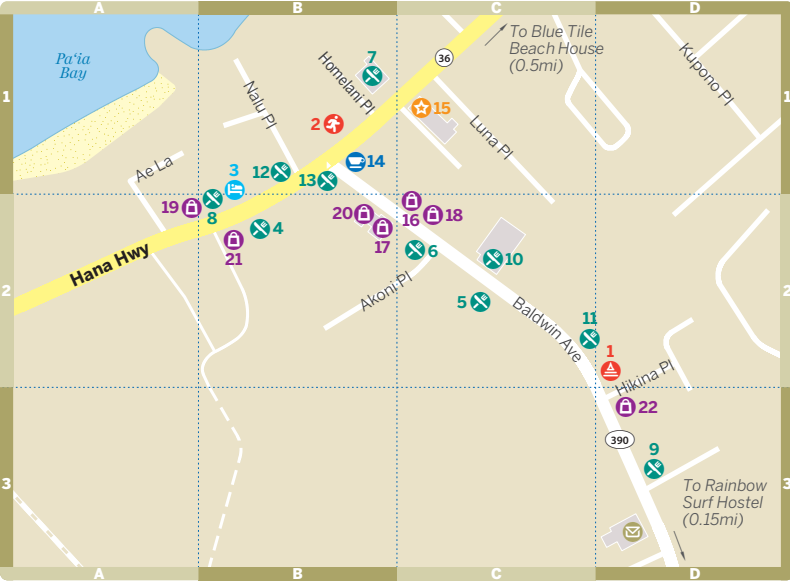 A B C D
To Blue Tile
Beach House
(0.5mi)
Pa‘ia
Bay
7
36
Kupono Pl
Homelani Pl
Nalu Pl
1 1
15
2
Luna Pl
14
Ae La
3
12
13
19
8
20
16
18
17
4
21
6
10
Hana Hwy
Akoni Pl
2 2
5
Baldwin Ave
11
1
Hikina Pl
22
390
9
3 3
To Rainbow
Surf Hostel
(0.15mi)
A B C D